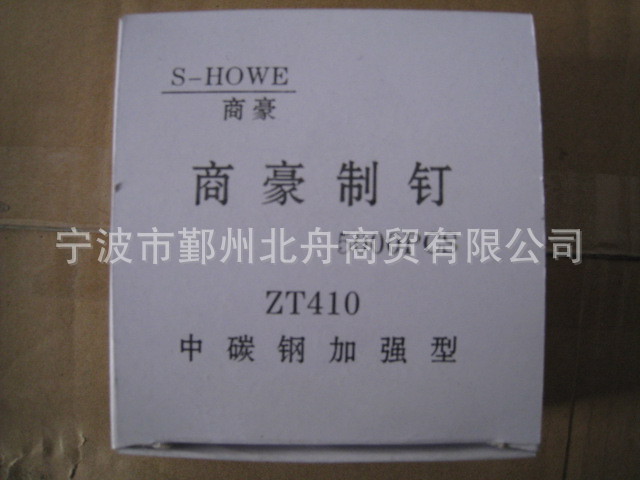 S-HOWE
商豪
商豪制钉
宁波市鄞州北舟商贸有限公司
ZT410
中碳钢加强型